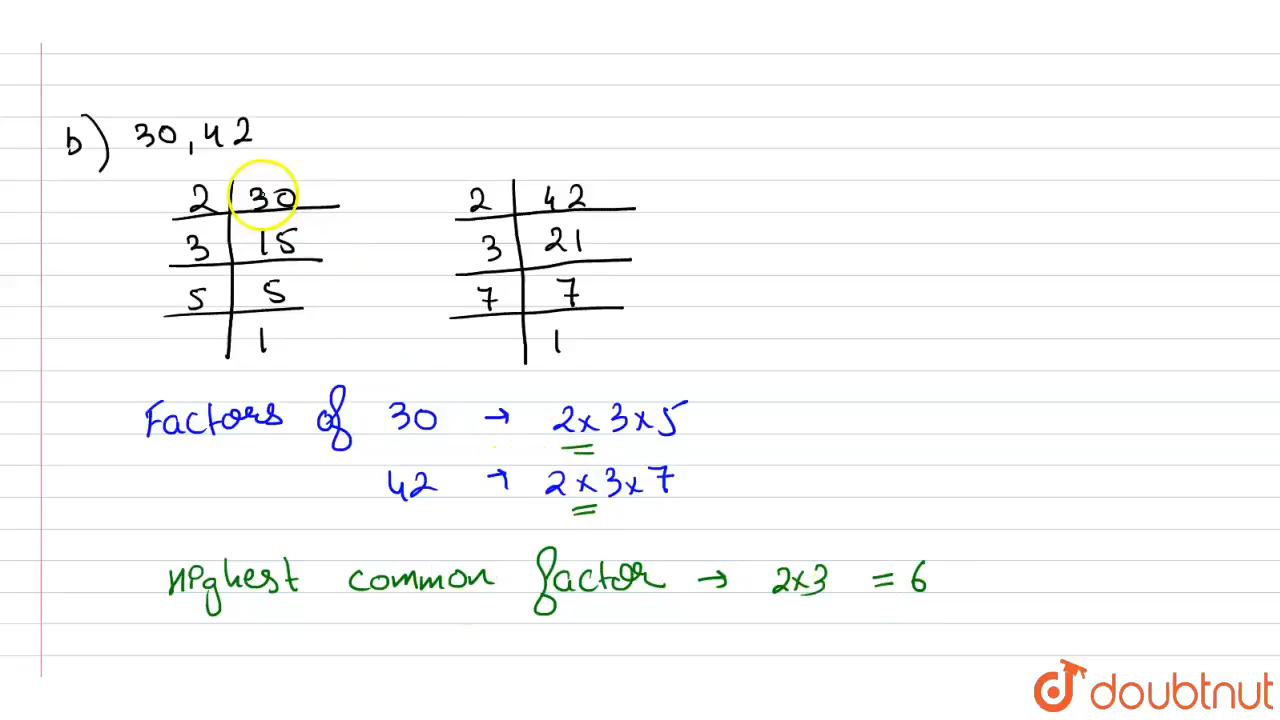 b) 30, 42
2 | 30
3 | 15
5 | 5
1
2 | 42
3 | 21
7 | 7
1
Factors of 30 → 2×3×5
42 → 2×3×7
Highest common factor → 2×3 = 6
doubtnut